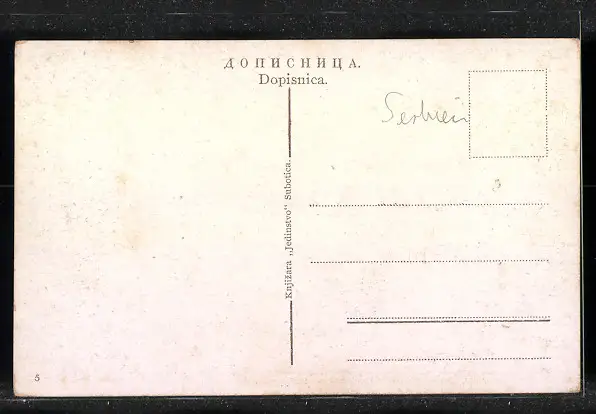 ДОПИСНИЦА.
Dopisnica.
Serbien
Knjižara „Jedinstvo" Subotica.
5